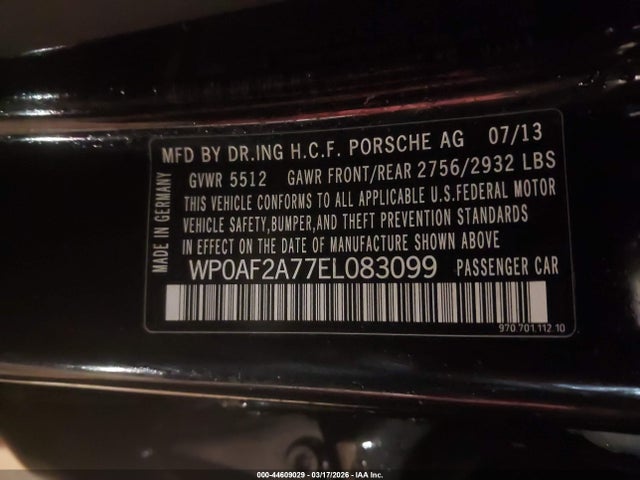 MFD BY DR.ING H.C.F. PORSCHE AG 07/13
GVWR 5512 GAWR FRONT/REAR 2756/2932 LBS
THIS VEHICLE CONFORMS TO ALL APPLICABLE U.S.FEDERAL MOTOR
VEHICLE SAFETY,BUMPER,AND THEFT PREVENTION STANDARDS
IN EFFECT ON THE DATE OF MANUFACTURE SHOWN ABOVE
WP0AF2A77EL083099 PASSENGER CAR
970.701.112.10
MADE IN GERMANY
000-44609029 - 03/17/2026 - IAA Inc.